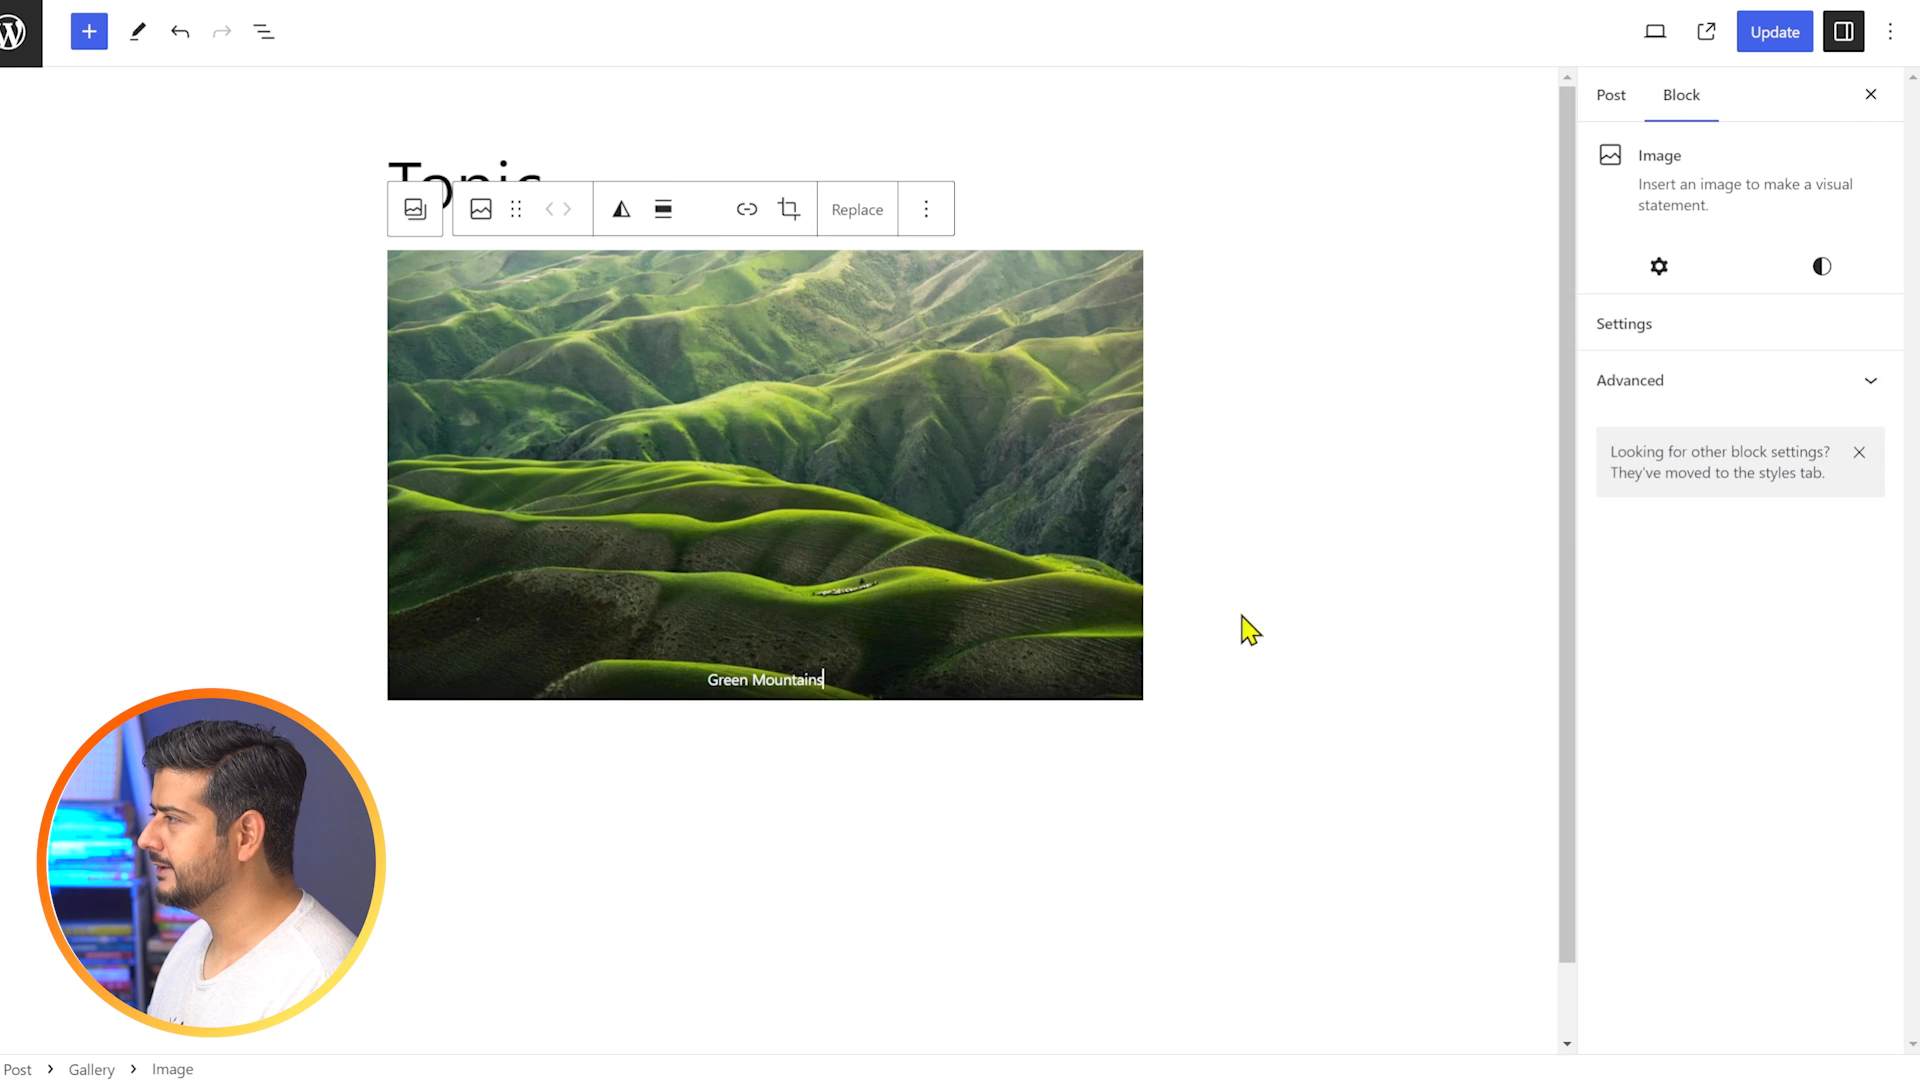 Update
Post
Block
Image
Insert an image to make a visual
statement.
Settings
Advanced
Looking for other block settings?
They've moved to the styles tab.
Topic
Replace
Green Mountains
Post > Gallery > Image